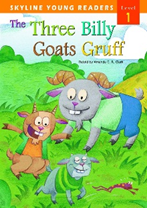 SKYLINE YOUNG READERS
Level
1
The Three Billy
Goats Gruff